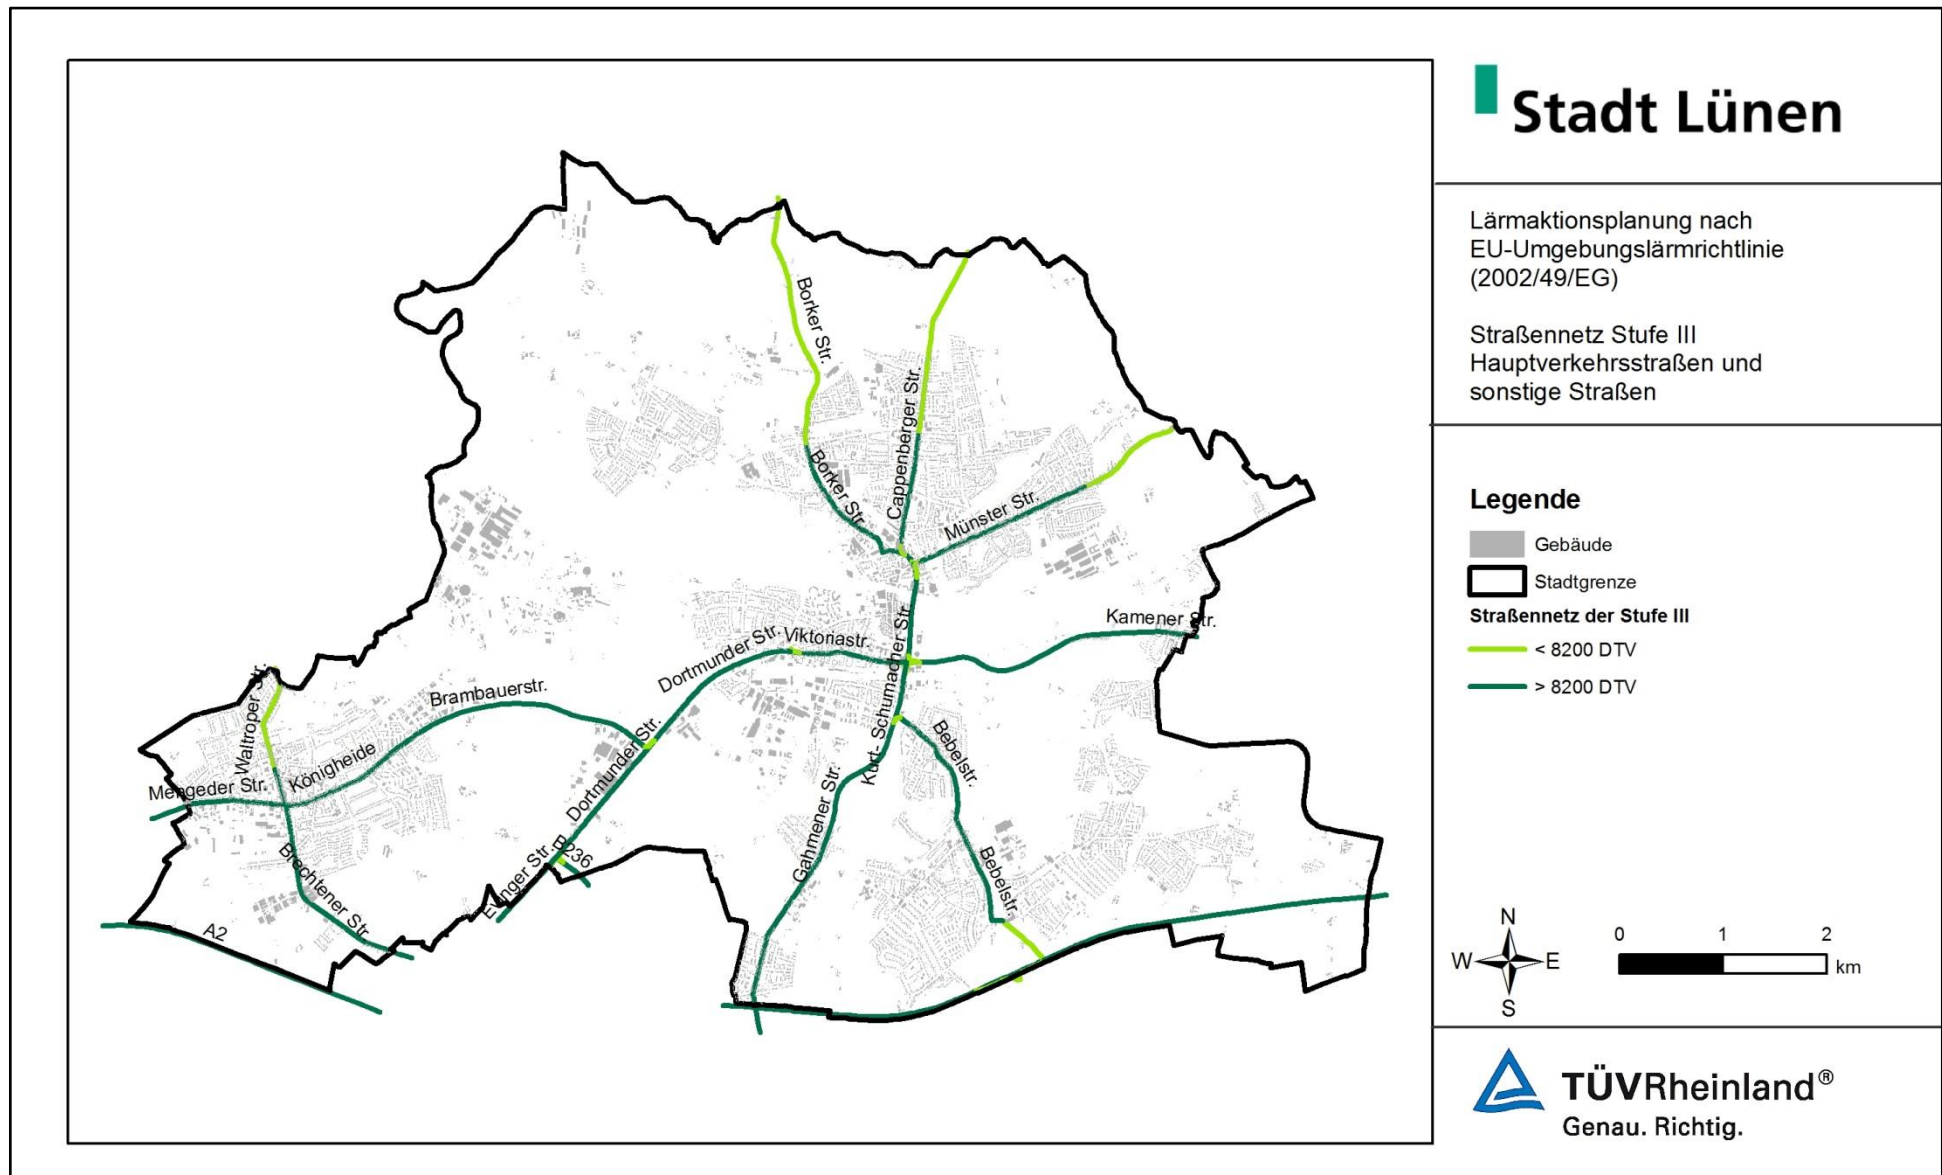 Stadt Lünen
Lärmaktionsplanung nach
EU-Umgebungslärmrichtlinie
(2002/49/EG)
Straßennetz Stufe III
Hauptverkehrsstraßen und
sonstige Straßen
Legende
Gebäude
Stadtgrenze
Straßennetz der Stufe III
< 8200 DTV
> 8200 DTV
N
W E
S
0 1 2
km
TÜVRheinland®
Genau. Richtig.
Borker Str.
Cappenberger Str.
Borker Str.
Münster Str.
Kamener Str.
Viktoriastr.
Dortmunder Str.
Kurt- Schumacher Str.
Brambauerstr.
Waltroper Str.
Königheide
Mengeder Str.
Dortmunder Str.
Bebelstr.
Gahmener Str.
Brechtener Str.
Evinger Str.
B236
Bebelstr.
A2